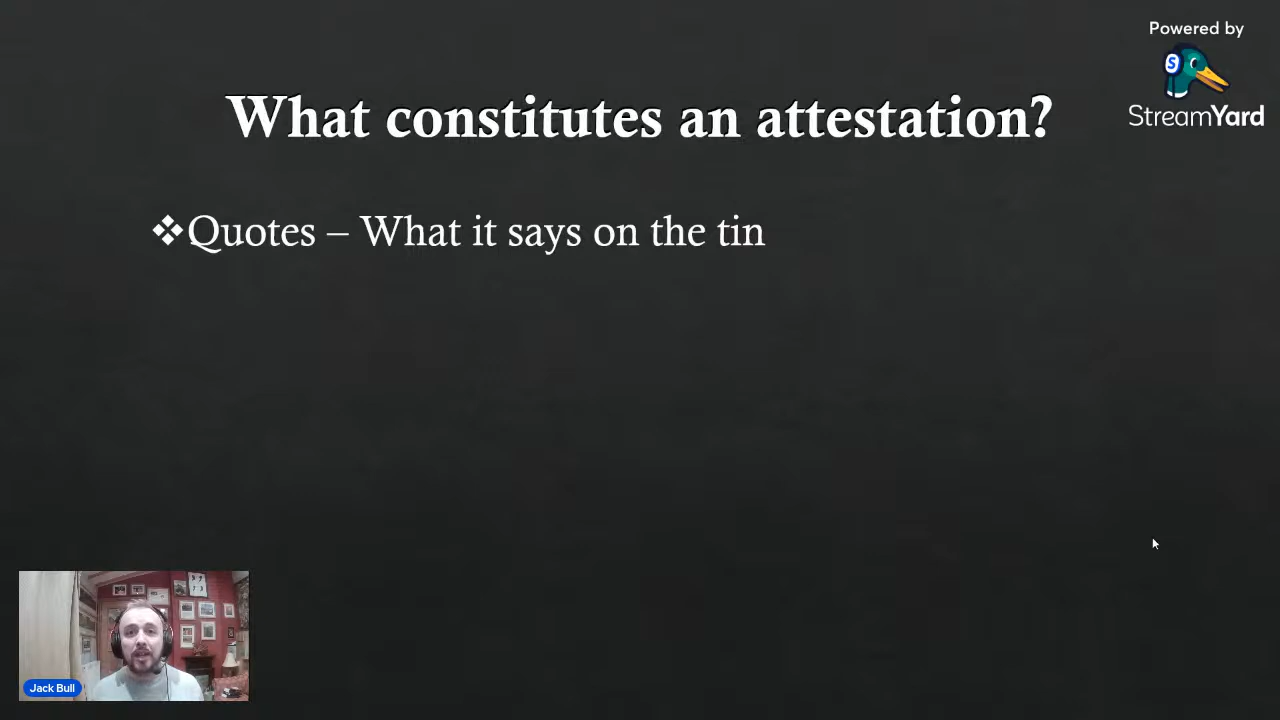 Powered by
StreamYard
What constitutes an attestation?
❖Quotes – What it says on the tin
Jack Bull